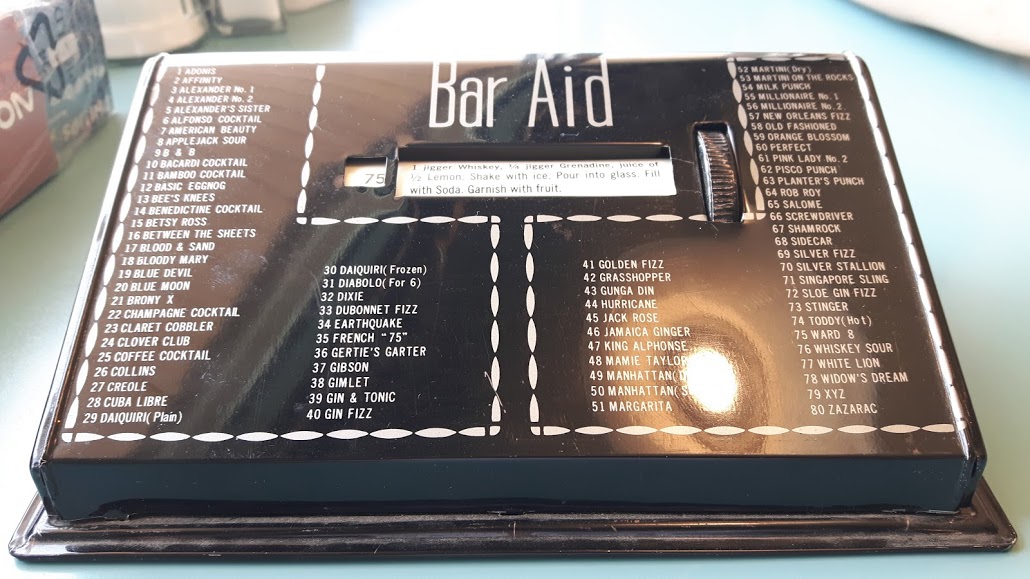 Bar Aid
75
1 jigger Whiskey, ¼ jigger Grenadine, juice of
½ Lemon. Shake with ice. Pour into glass. Fill
with Soda. Garnish with fruit.
1 ADONIS
2 AFFINITY
3 ALEXANDER No. 1
4 ALEXANDER No. 2
5 ALEXANDER'S SISTER
6 ALFONSO COCKTAIL
7 AMERICAN BEAUTY
8 APPLEJACK SOUR
9 B & B
10 BACARDI COCKTAIL
11 BAMBOO COCKTAIL
12 BASIC EGGNOG
13 BEE'S KNEES
14 BENEDICTINE COCKTAIL
15 BETSY ROSS
16 BETWEEN THE SHEETS
17 BLOOD & SAND
18 BLOODY MARY
19 BLUE DEVIL
20 BLUE MOON
21 BRONY X
22 CHAMPAGNE COCKTAIL
23 CLARET COBBLER
24 CLOVER CLUB
25 COFFEE COCKTAIL
26 COLLINS
27 CREOLE
28 CUBA LIBRE
29 DAIQUIRI (Plain)
30 DAIQUIRI (Frozen)
31 DIABOLO (For 6)
32 DIXIE
33 DUBONNET FIZZ
34 EARTHQUAKE
35 FRENCH "75"
36 GERTIE'S GARTER
37 GIBSON
38 GIMLET
39 GIN & TONIC
40 GIN FIZZ
41 GOLDEN FIZZ
42 GRASSHOPPER
43 GUNGA DIN
44 HURRICANE
45 JACK ROSE
46 JAMAICA GINGER
47 KING ALPHONSE
48 MAMIE TAYLOR
49 MANHATTAN
50 MANHATTAN
51 MARGARITA
52 MARTINI (Dry)
53 MARTINI ON THE ROCKS
54 MILK PUNCH
55 MILLIONAIRE No. 1
56 MILLIONAIRE No. 2
57 NEW ORLEANS FIZZ
58 OLD FASHIONED
59 ORANGE BLOSSOM
60 PERFECT
61 PINK LADY No. 2
62 PISCO PUNCH
63 PLANTER'S PUNCH
64 ROB ROY
65 SALOME
66 SCREWDRIVER
67 SHAMROCK
68 SIDECAR
69 SILVER FIZZ
70 SILVER STALLION
71 SINGAPORE SLING
72 SLOE GIN FIZZ
73 STINGER
74 TODDY (Hot)
75 WARD 8
76 WHISKEY SOUR
77 WHITE LION
78 WIDOW'S DREAM
79 XYZ
80 ZAZARAC